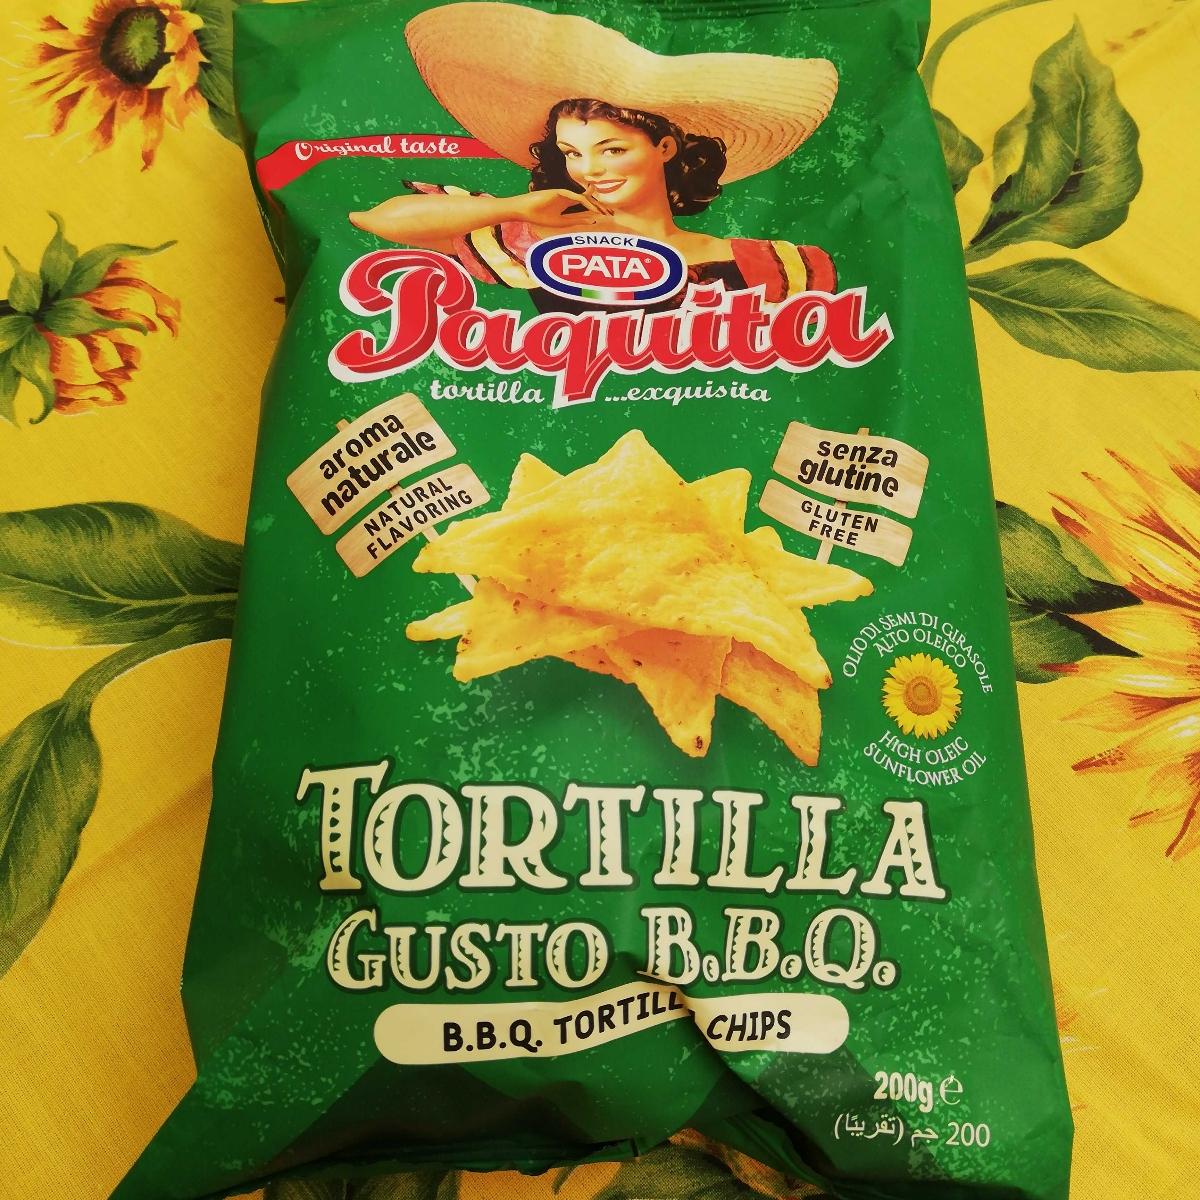 Original taste
SNACK
PATA®
Paquita
tortilla ...exquisita
aroma
naturale
NATURAL
FLAVORING
senza
glutine
GLUTEN
FREE
OLIO DI SEMI DI GIRASOLE
ALTO OLEICO
HIGH OLEIC
SUNFLOWER OIL
TORTILLA
GUSTO B.B.Q.
B.B.Q. TORTILL CHIPS
200g ℮
200 جم (تقريبًا)